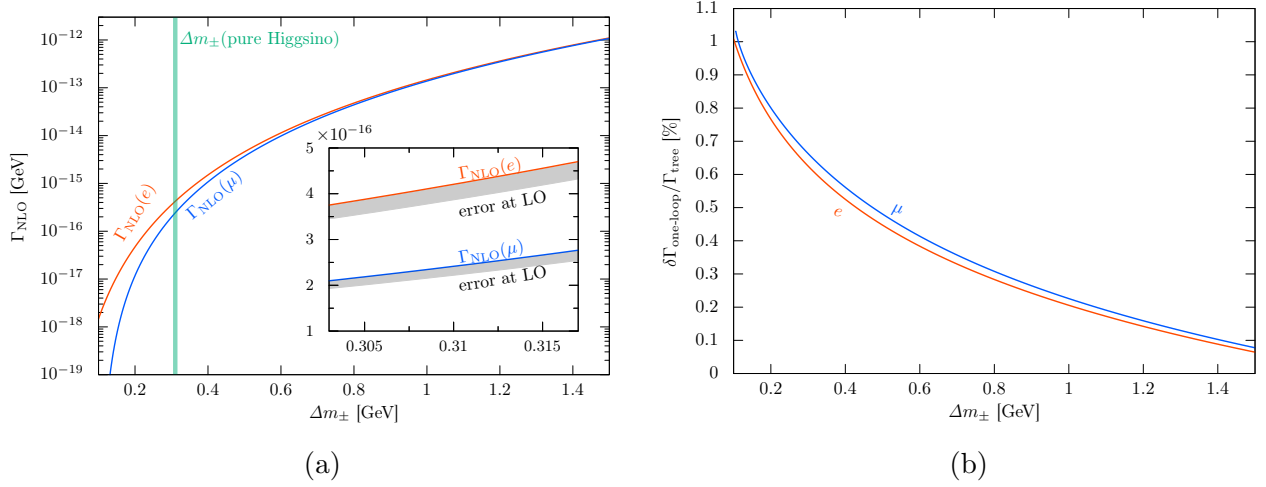 10⁻¹²
10⁻¹³
10⁻¹⁴
10⁻¹⁵
10⁻¹⁶
10⁻¹⁷
10⁻¹⁸
10⁻¹⁹
Γ_NLO [GeV]
0.2 0.4 0.6 0.8 1 1.2 1.4
Δm± [GeV]
Δm±(pure Higgsino)
Γ_NLO(e)
Γ_NLO(μ)
×10⁻¹⁶
5
4
3
2
1
0.305 0.31 0.315
Γ_NLO(e)
error at LO
Γ_NLO(μ)
error at LO
(a)
1.1
1
0.9
0.8
0.7
0.6
0.5
0.4
0.3
0.2
0.1
0
δΓ_one-loop/Γ_tree [%]
0.2 0.4 0.6 0.8 1 1.2 1.4
Δm± [GeV]
e
μ
(b)